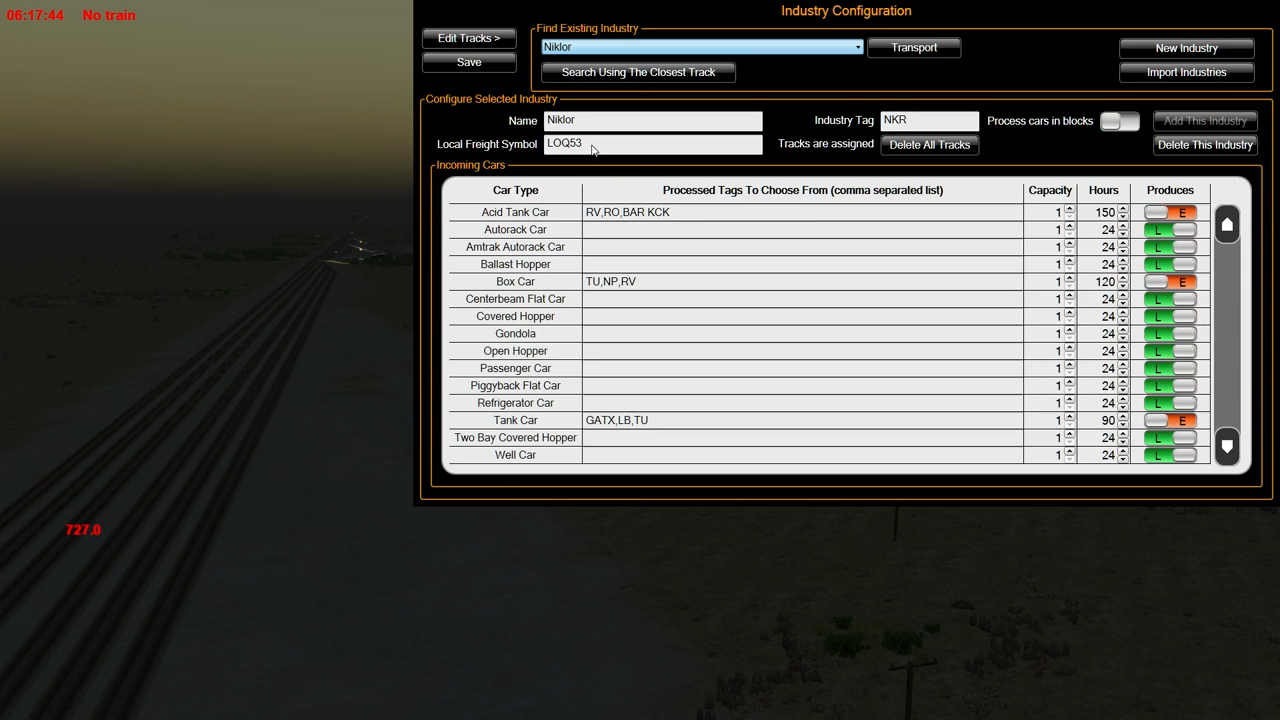 06:17:44 No train
Industry Configuration
Edit Tracks >
Save
Find Existing Industry
Niklor
Transport
New Industry
Search Using The Closest Track
Import Industries
Configure Selected Industry
Name Niklor Industry Tag NKR Process cars in blocks Add This Industry
Local Freight Symbol LOQ53 Tracks are assigned Delete All Tracks Delete This Industry
Incoming Cars
Car Type Processed Tags To Choose From (comma separated list) Capacity Hours Produces
Acid Tank Car RV,RO,BAR KCK 1 150 E
Autorack Car 1 24 L
Amtrak Autorack Car 1 24 L
Ballast Hopper 1 24 L
Box Car TU,NP,RV 1 120 E
Centerbeam Flat Car 1 24 L
Covered Hopper 1 24 L
Gondola 1 24 L
Open Hopper 1 24 L
Passenger Car 1 24 L
Piggyback Flat Car 1 24 L
Refrigerator Car 1 24 L
Tank Car GATX,LB,TU 1 90 E
Two Bay Covered Hopper 1 24 L
Well Car 1 24 L
727.0